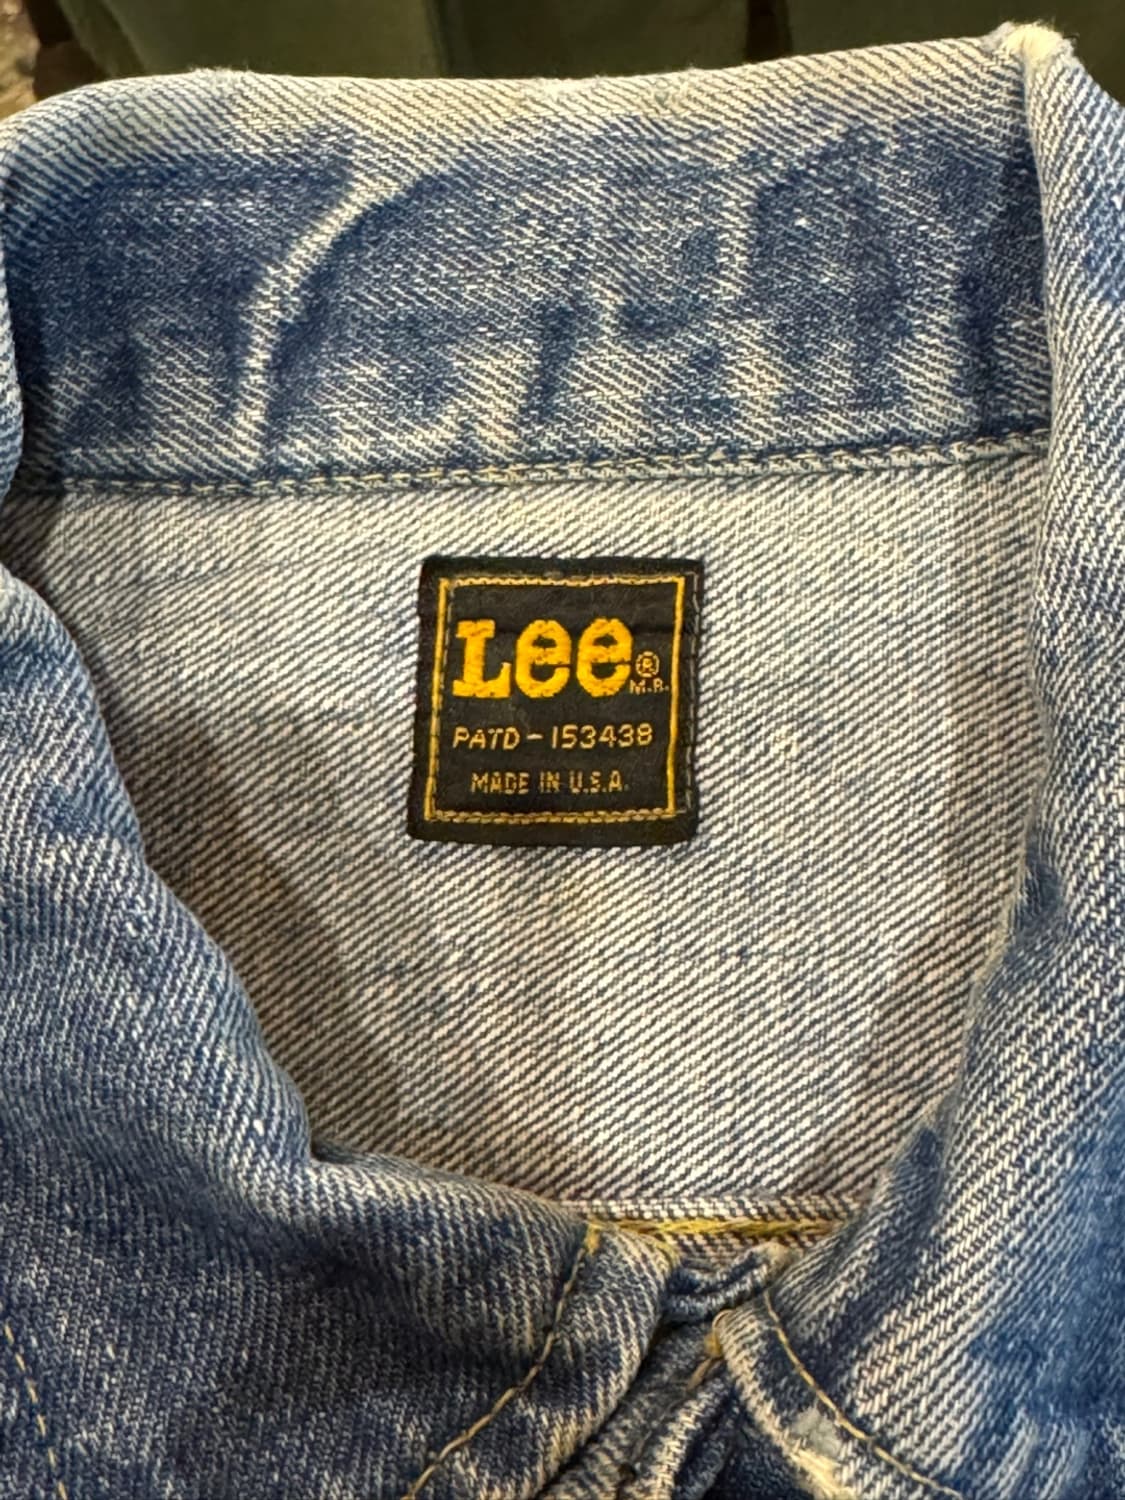 Lee®
M.R.
PATD-153438
MADE IN U.S.A.